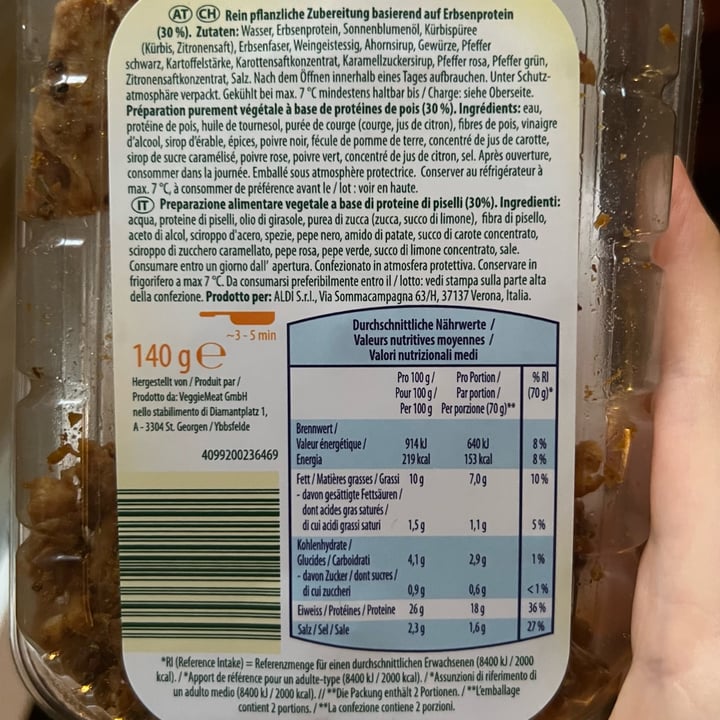 AT CH Rein pflanzliche Zubereitung basierend auf Erbsenprotein
(30 %). Zutaten: Wasser, Erbsenprotein, Sonnenblumenöl, Kürbispüree
(Kürbis, Zitronensaft), Erbsenfaser, Weingeistessig, Ahornsirup, Gewürze, Pfeffer
schwarz, Kartoffelstärke, Karottensaftkonzentrat, Karamellzuckersirup, Pfeffer rosa, Pfeffer grün,
Zitronensaftkonzentrat, Salz. Nach dem Öffnen innerhalb eines Tages aufbrauchen. Unter Schutz-
atmosphäre verpackt. Gekühlt bei max. 7 °C mindestens haltbar bis / Charge: siehe Oberseite.
Préparation purement végétale à base de protéines de pois (30 %). Ingrédients: eau,
protéine de pois, huile de tournesol, purée de courge (courge, jus de citron), fibres de pois, vinaigre
d'alcool, sirop d'érable, épices, poivre noir, fécule de pomme de terre, concentré de jus de carotte,
sirop de sucre caramélisé, poivre rose, poivre vert, concentré de jus de citron, sel. Après ouverture,
consommer dans la journée. Emballé sous atmosphère protectrice. Conserver au réfrigérateur à
max. 7 °C, à consommer de préférence avant le / lot : voir en haute.
IT Preparazione alimentare vegetale a base di proteine di piselli (30%). Ingredienti:
acqua, proteine di piselli, olio di girasole, purea di zucca (zucca, succo di limone), fibra di pisello,
aceto di alcol, sciroppo d'acero, spezie, pepe nero, amido di patate, succo di carote concentrato,
sciroppo di zucchero caramellato, pepe rosa, pepe verde, succo di limone concentrato, sale.
Consumare entro un giorno dall' apertura. Confezionato in atmosfera protettiva. Conservare in
frigorifero a max 7 °C. Da consumarsi preferibilmente entro il / lotto: vedi stampa sulla parte alta
della confezione. Prodotto per: ALDI S.r.l., Via Sommacampagna 63/H, 37137 Verona, Italia.
~3 - 5 min
140 g e
Hergestellt von / Produit par /
Prodotto da: VeggieMeat GmbH
nello stabilimento di Diamantplatz 1,
A - 3304 St. Georgen / Ybbsfelde
4099200236469
Durchschnittliche Nährwerte /
Valeurs nutritives moyennes /
Valori nutrizionali medi
Pro 100 g / Pro Portion / % RI
Pour 100 g / Par portion / (70 g)*
Per 100 g Per porzione (70 g)**
Brennwert /
Valeur énergétique / 914 kJ 640 kJ 8 %
Energia 219 kcal 153 kcal 8 %
Fett / Matières grasses / Grassi 10 g 7,0 g 10 %
- davon gesättigte Fettsäuren /
dont acides gras saturés /
di cui acidi grassi saturi 1,5 g 1,1 g 5 %
Kohlenhydrate /
Glucides / Carboidrati 4,1 g 2,9 g 1 %
- davon Zucker / dont sucres /
di cui zuccheri 0,9 g 0,6 g < 1 %
Eiweiss / Protéines / Proteine 26 g 18 g 36 %
Salz / Sel / Sale 2,3 g 1,6 g 27 %
*RI (Reference Intake) = Referenzmenge für einen durchschnittlichen Erwachsenen (8400 kJ / 2000
kcal). / *Apport de référence pour un adulte-type (8400 kJ / 2000 kcal). / *Assunzioni di riferimento di
un adulto medio (8400 kJ / 2000 kcal). // **Die Packung enthält 2 Portionen. / **L'emballage
contient 2 portions. / **La confezione contiene 2 porzioni.